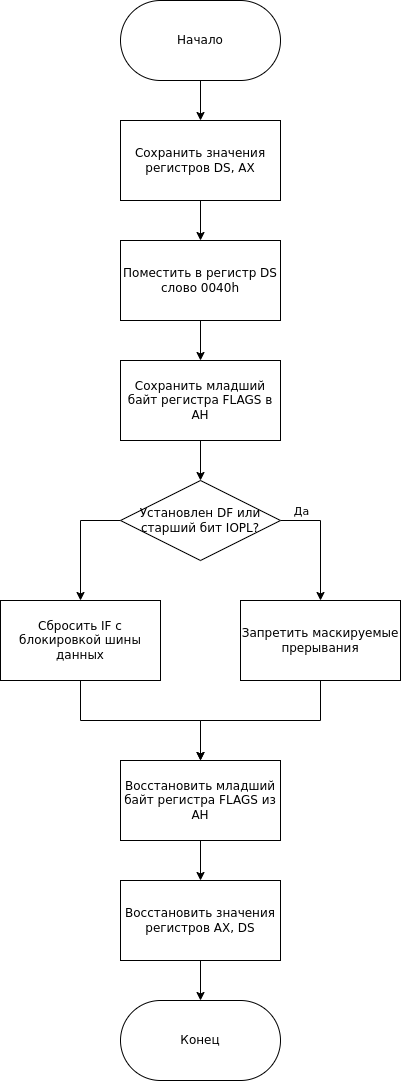 Начало
Сохранить значения
регистров DS, AX
Поместить в регистр DS
слово 0040h
Сохранить младший
байт регистра FLAGS в
AH
Установлен DF или
старший бит IOPL?
Да
Сбросить IF с
блокировкой шины
данных
Запретить маскируемые
прерывания
Восстановить младший
байт регистра FLAGS из
AH
Восстановить значения
регистров AX, DS
Конец